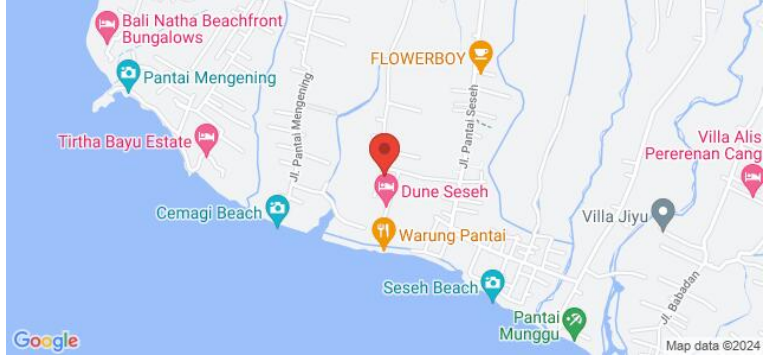 Bali Natha Beachfront
Bungalows
FLOWERBOY
Pantai Mengening
Jl. Pantai Mengening
Jl. Pantai Seseh
Tirtha Bayu Estate
Villa Alis
Pererenan Cang
Dune Seseh
Cemagi Beach
Villa Jiyu
Warung Pantai
Seseh Beach
Jl. Babadan
Pantai
Munggu
Google
Map data ©2024